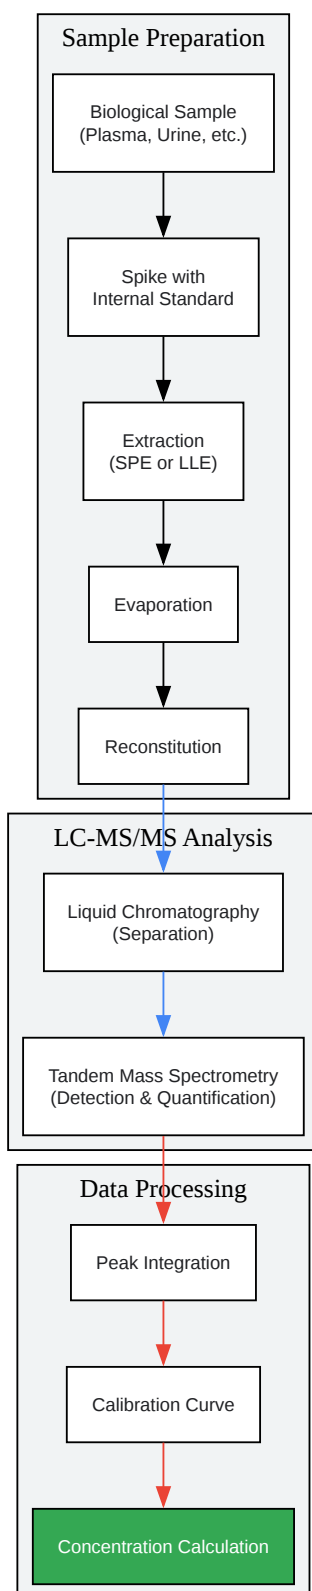 Sample Preparation
Biological Sample
(Plasma, Urine, etc.)
Spike with
Internal Standard
Extraction
(SPE or LLE)
Evaporation
Reconstitution
LC-MS/MS Analysis
Liquid Chromatography
(Separation)
Tandem Mass Spectrometry
(Detection & Quantification)
Data Processing
Peak Integration
Calibration Curve
Concentration Calculation